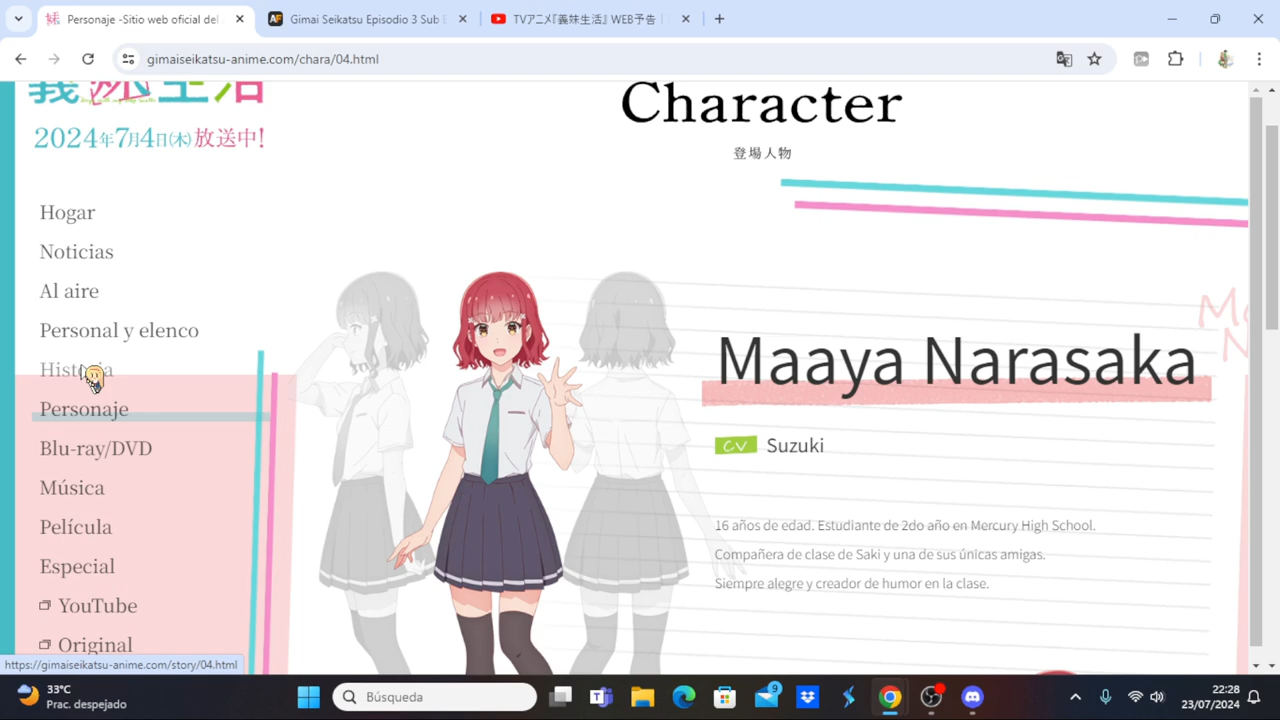 Personaje -Sitio web oficial del
Gimai Seikatsu Episodio 3 Sub E
TVアニメ『義妹生活』 WEB予告 |
gimaiseikatsu-anime.com/chara/04.html
義妹生活
2024年7月4日(木)放送中!
Character
登場人物
Hogar
Noticias
Al aire
Personal y elenco
Historia
Personaje
Blu-ray/DVD
Música
Película
Especial
YouTube
Original
Maaya Narasaka
CV Suzuki
16 años de edad. Estudiante de 2do año en Mercury High School.
Compañera de clase de Saki y una de sus únicas amigas.
Siempre alegre y creador de humor en la clase.
https://gimaiseikatsu-anime.com/story/04.html
33°C
Prac. despejado
Búsqueda
9
22:28
23/07/2024